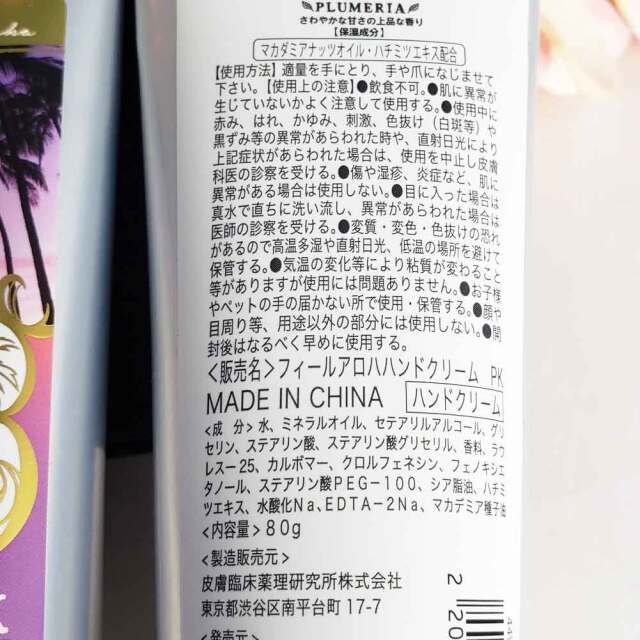 PLUMERIA
さわやかな甘さの上品な香り
【保湿成分】
マカダミアナッツオイル・ハチミツエキス配合
【使用方法】適量を手にとり、手や爪になじませて
下さい。【使用上の注意】●飲食不可。●肌に異常が
生じていないかよく注意して使用する。●使用中に
赤み、はれ、かゆみ、刺激、色抜け(白斑等)や
黒ずみ等の異常があらわれた時や、直射日光により
上記症状があらわれた場合は、使用を中止し皮膚
科医の診察を受ける。●傷や湿疹、炎症など、肌に
異常がある場合は使用しない。●目に入った場合は
真水で直ちに洗い流し、異常があらわれた場合は
医師の診察を受ける。●変質・変色・色抜けの恐れ
があるので高温多湿や直射日光、低温の場所を避けて
保管する。●気温の変化等により粘質が変わること
等がありますが使用には問題ありません。●お子様
やペットの手の届かない所で使用・保管する。●顔や
目周り等、用途以外の部分には使用しない。●開
封後はなるべく早めに使用する。
<販売名>フィールアロハハンドクリーム PK
MADE IN CHINA ハンドクリーム
<成分>水、ミネラルオイル、セテアリルアルコール、グリ
セリン、ステアリン酸、ステアリン酸グリセリル、香料、ラウ
レスー25、カルボマー、クロルフェネシン、フェノキシエ
タノール、ステアリン酸PEG-100、シア脂油、ハチミ
ツエキス、水酸化Na、EDTA-2Na、マカデミア種子油
<内容量>80g
<製造販売元>
皮膚臨床薬理研究所株式会社
東京都渋谷区南平台町17-7
<発売元>